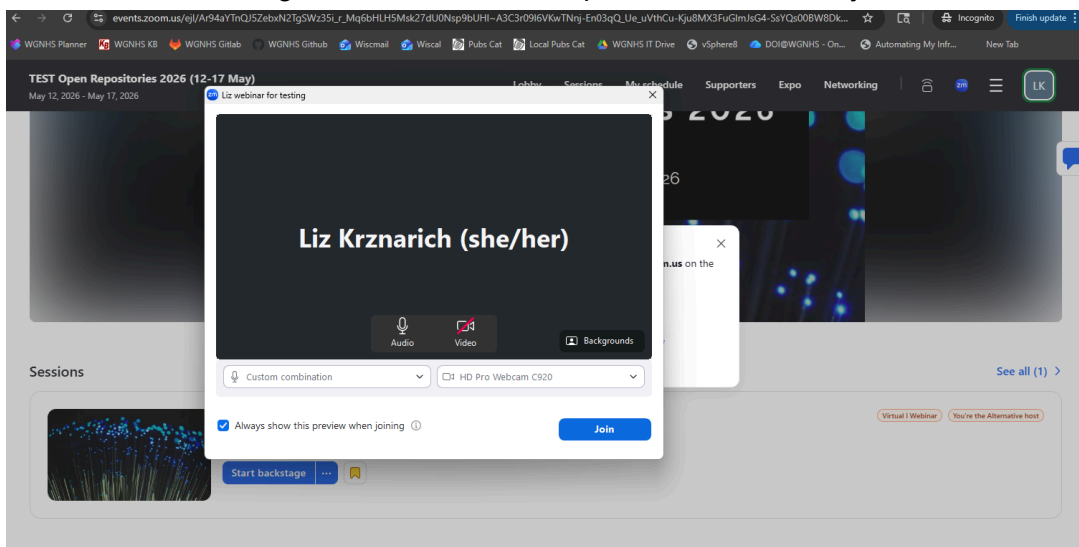 events.zoom.us/ejl/Ar94aYTnQJ5ZebxN2TgSWz35i_r_Mq6bHLH5Msk27dU0Nsp9bUHI-A3C3r09I6VKwTNnj-En03qQ_Ue_uVthCu-Kju8MX3FuGlmJsG4-SsYQs00BW8Dk...
Incognito
Finish update
WGNHS Planner
WGNHS KB
WGNHS Gitlab
WGNHS Github
Wiscmail
Wiscal
Pubs Cat
Local Pubs Cat
WGNHS IT Drive
vSphere8
DOI@WGNHS - On...
Automating My Infr...
New Tab
TEST Open Repositories 2026 (12-17 May)
May 12, 2026 - May 17, 2026
Lobby
Sessions
My schedule
Supporters
Expo
Networking
zm
LK
zm Liz webinar for testing
2026
26
Liz Krznarich (she/her)
m.us on the
Audio
Video
Backgrounds
Custom combination
HD Pro Webcam C920
Sessions
See all (1)
Always show this preview when joining
Join
Virtual | Webinar
You're the Alternative host
Start backstage